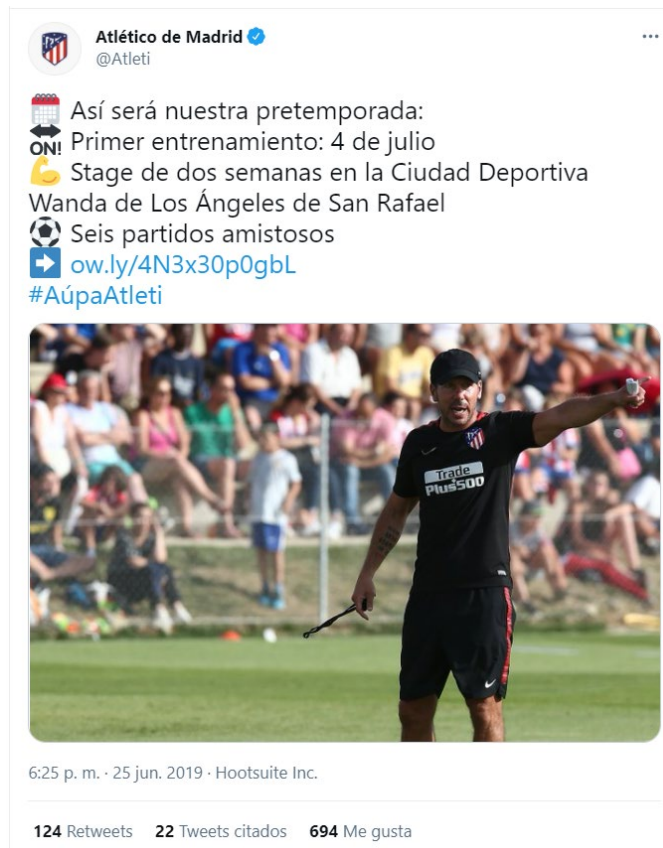 Atlético de Madrid
@Atleti
Así será nuestra pretemporada:
ON! Primer entrenamiento: 4 de julio
Stage de dos semanas en la Ciudad Deportiva
Wanda de Los Ángeles de San Rafael
Seis partidos amistosos
ow.ly/4N3x30p0gbL
#AúpaAtleti
Trade
Plus500
6:25 p. m. · 25 jun. 2019 · Hootsuite Inc.
124 Retweets 22 Tweets citados 694 Me gusta